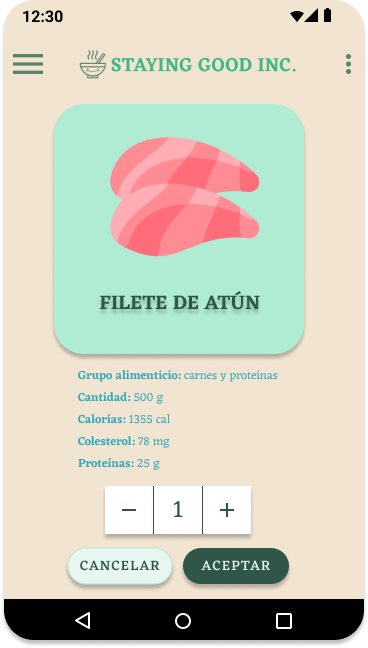 12:30
STAYING GOOD INC.
FILETE DE ATÚN
Grupo alimenticio: carnes y proteínas
Cantidad: 500 g
Calorías: 1355 cal
Colesterol: 78 mg
Proteínas: 25 g
− 1 +
CANCELAR ACEPTAR